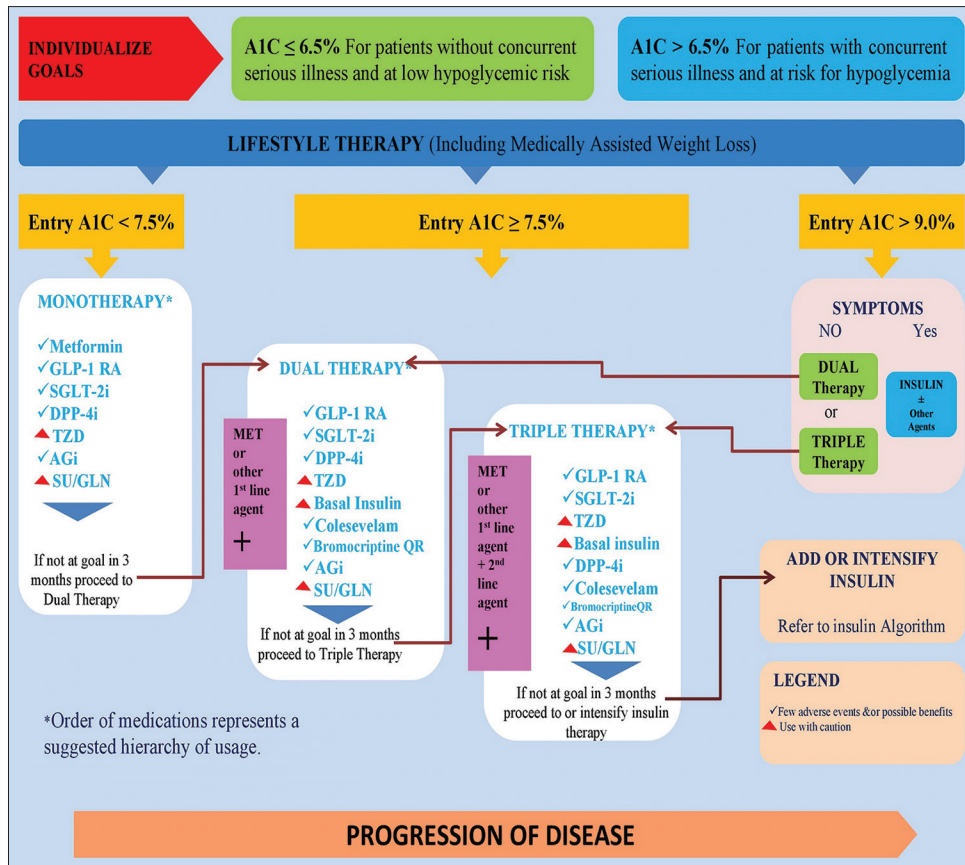 INDIVIDUALIZE
GOALS
A1C ≤ 6.5% For patients without concurrent
serious illness and at low hypoglycemic risk
A1C > 6.5% For patients with concurrent
serious illness and at risk for hypoglycemia
LIFESTYLE THERAPY (Including Medically Assisted Weight Loss)
Entry A1C < 7.5%
Entry A1C ≥ 7.5%
Entry A1C > 9.0%
MONOTHERAPY*
✓Metformin
✓GLP-1 RA
✓SGLT-2i
✓DPP-4i
▲TZD
✓AGi
▲SU/GLN
If not at goal in 3
months proceed to
Dual Therapy
DUAL THERAPY*
MET
or
other
1st line
agent
+
✓GLP-1 RA
✓SGLT-2i
✓DPP-4i
▲TZD
▲Basal Insulin
✓Colesevelam
✓Bromocriptine QR
✓AGi
▲SU/GLN
If not at goal in 3 months
proceed to Triple Therapy
TRIPLE THERAPY*
MET
or
other
1st line
agent
+ 2nd
line
agent
+
✓GLP-1 RA
✓SGLT-2i
▲TZD
▲Basal insulin
✓DPP-4i
✓Colesevelam
✓BromocriptineQR
✓AGi
▲SU/GLN
If not at goal in 3 months
proceed to or intensify insulin
therapy
SYMPTOMS
NO Yes
DUAL
Therapy
or
TRIPLE
Therapy
INSULIN
±
Other
Agents
ADD OR INTENSIFY
INSULIN
Refer to insulin Algorithm
LEGEND
✓Few adverse events &or possible benefits
▲Use with caution
*Order of medications represents a
suggested hierarchy of usage.
PROGRESSION OF DISEASE